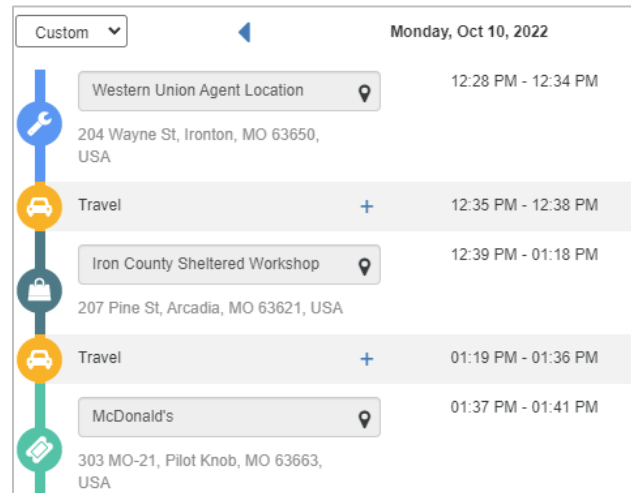 Custom
Monday, Oct 10, 2022
Western Union Agent Location
12:28 PM - 12:34 PM
204 Wayne St, Ironton, MO 63650,
USA
Travel
+
12:35 PM - 12:38 PM
Iron County Sheltered Workshop
12:39 PM - 01:18 PM
207 Pine St, Arcadia, MO 63621, USA
Travel
+
01:19 PM - 01:36 PM
McDonald's
01:37 PM - 01:41 PM
303 MO-21, Pilot Knob, MO 63663,
USA